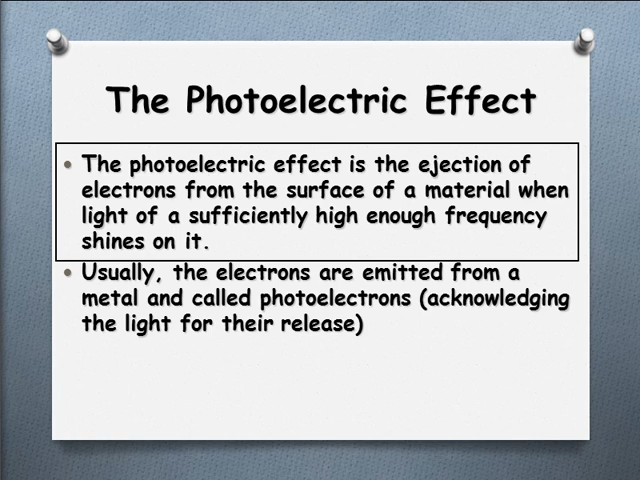 The Photoelectric Effect
• The photoelectric effect is the ejection of
electrons from the surface of a material when
light of a sufficiently high enough frequency
shines on it.
• Usually, the electrons are emitted from a
metal and called photoelectrons (acknowledging
the light for their release)